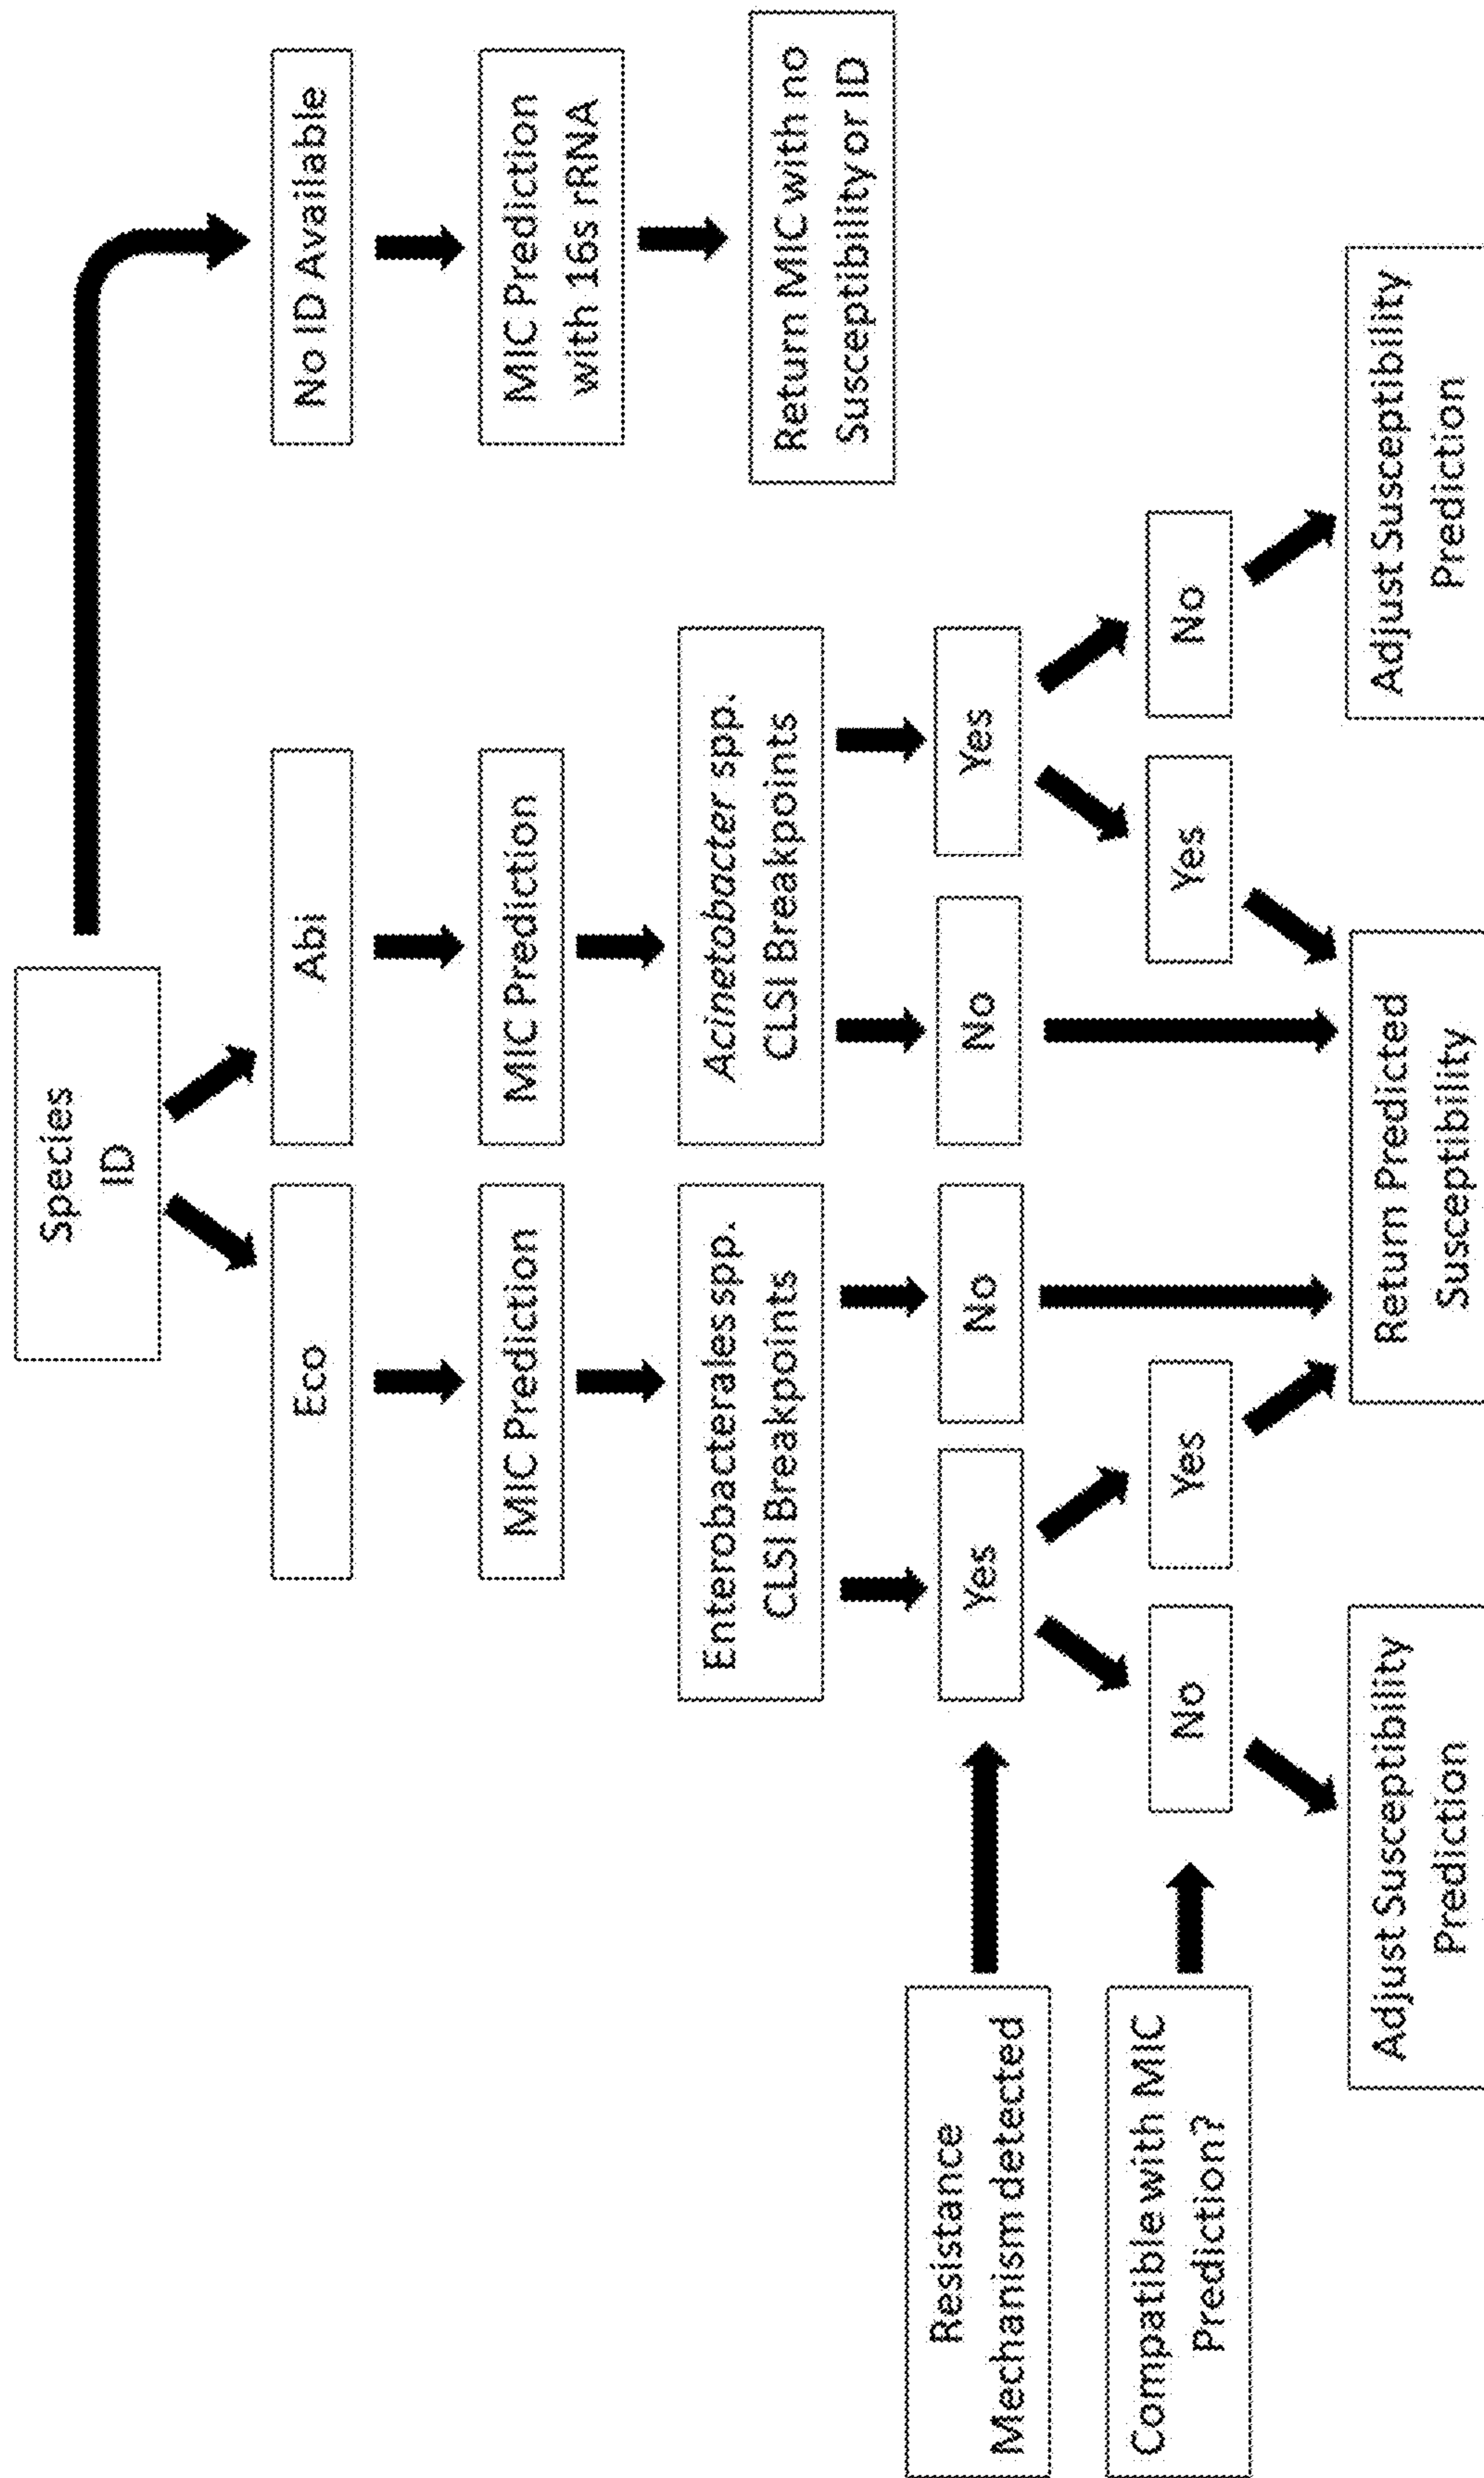 Species
ID
Eco
Abi
No ID Available
MIC Prediction
MIC Prediction
MIC Prediction
with 16s rRNA
Enterobacterales spp.
CLSI Breakpoints
Acinetobacter spp.
CLSI Breakpoints
Return MIC with no
Susceptibility or ID
Resistance
Mechanism detected
Yes
No
No
Yes
Compatible with MIC
Prediction?
No
Yes
Yes
No
Adjust Susceptibility
Prediction
Return Predicted
Susceptibility
Adjust Susceptibility
Prediction